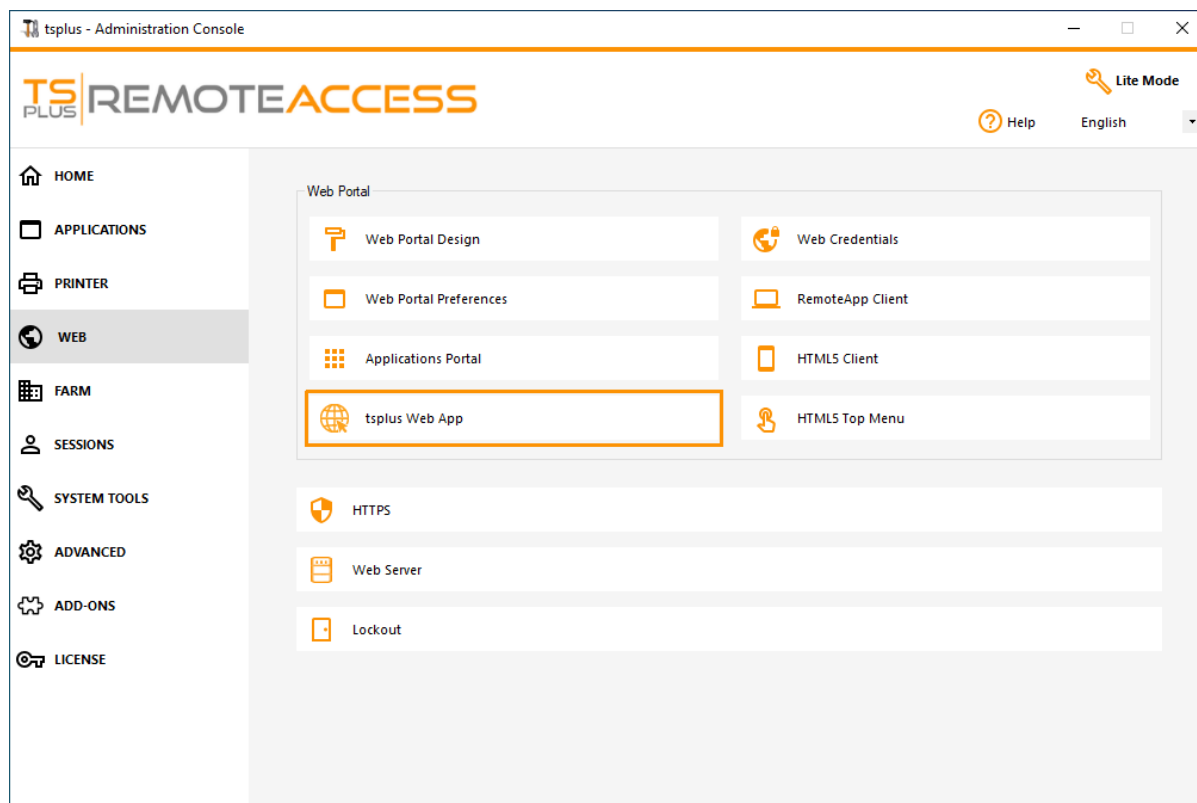 tsplus - Administration Console
TS PLUS REMOTEACCESS
Lite Mode
Help
English
HOME
APPLICATIONS
PRINTER
WEB
FARM
SESSIONS
SYSTEM TOOLS
ADVANCED
ADD-ONS
LICENSE
Web Portal
Web Portal Design
Web Credentials
Web Portal Preferences
RemoteApp Client
Applications Portal
HTML5 Client
tsplus Web App
HTML5 Top Menu
HTTPS
Web Server
Lockout